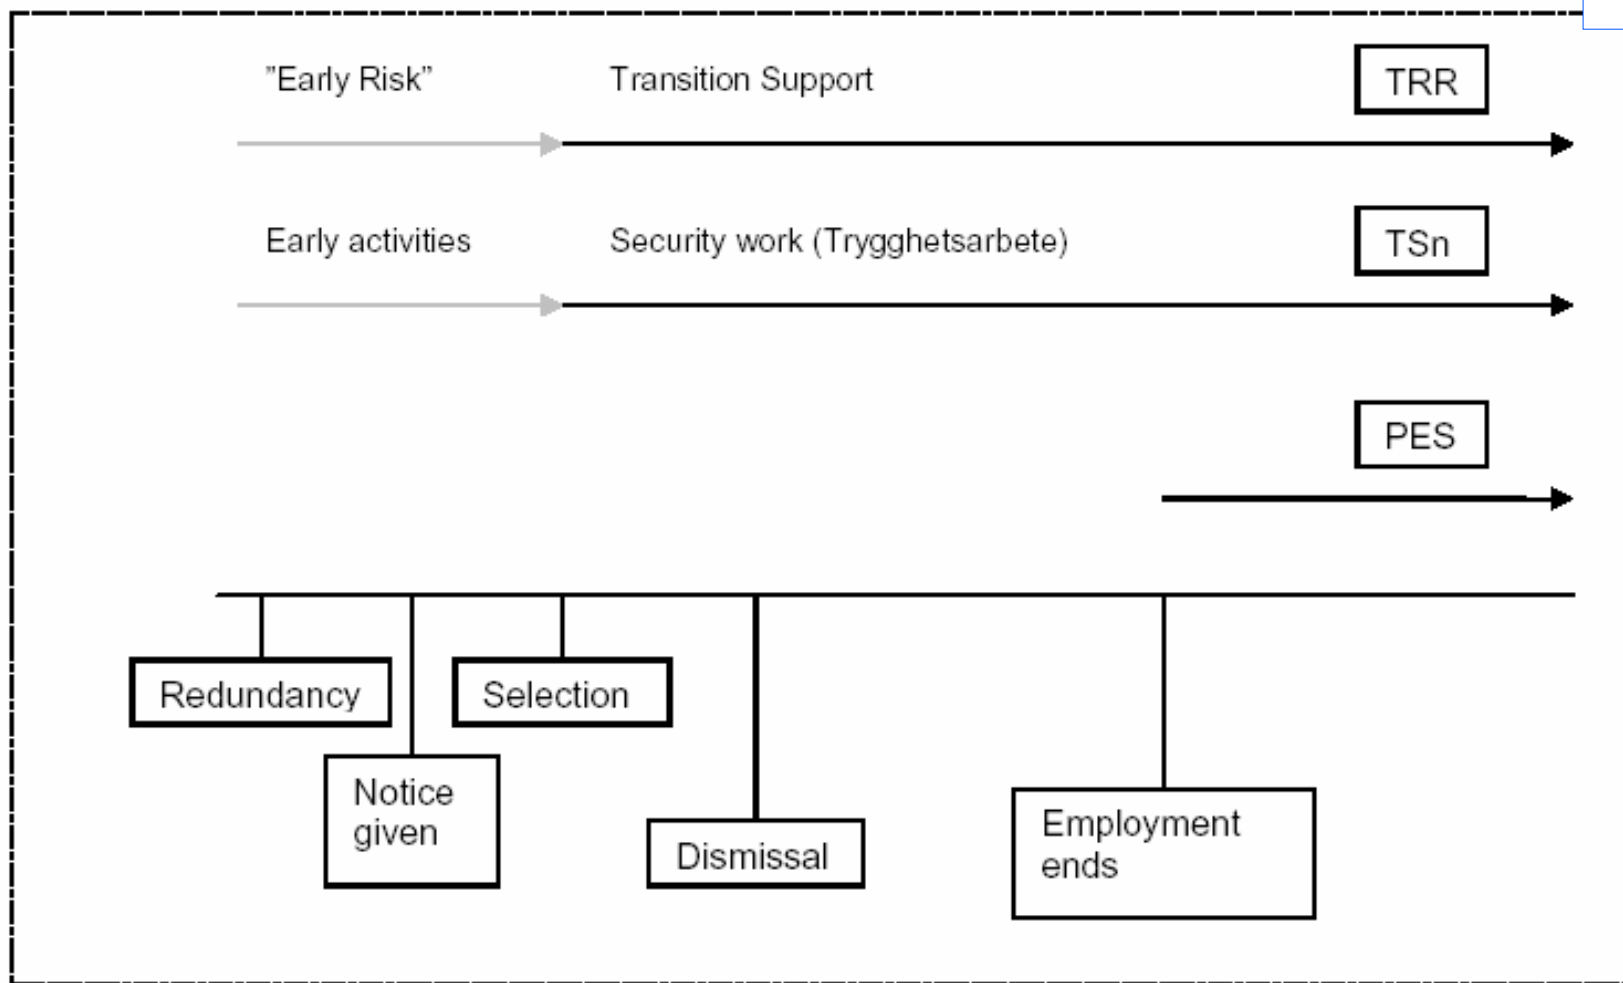 ”Early Risk”
Transition Support
TRR
Early activities
Security work (Trygghetsarbete)
TSn
PES
Redundancy
Selection
Notice
given
Dismissal
Employment
ends